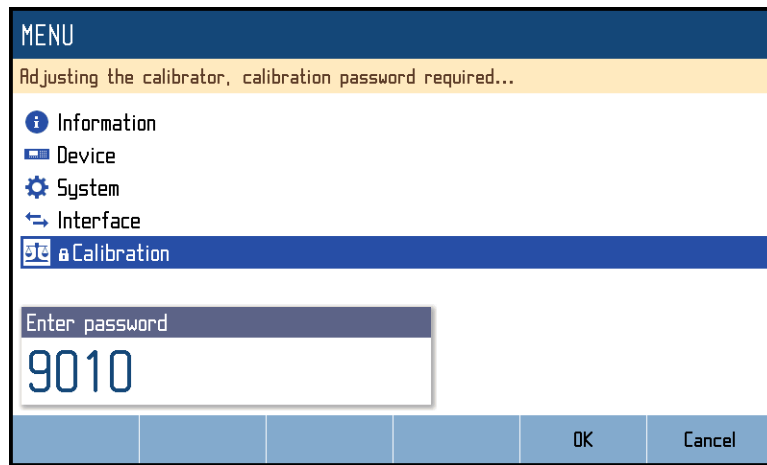 MENU
Adjusting the calibrator, calibration password required...
Information
Device
System
Interface
Calibration
Enter password
9010
OK Cancel